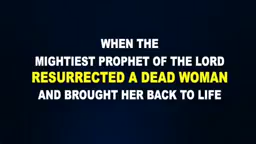 WHEN THE
MIGHTIEST PROPHET OF THE LORD
RESURRECTED A DEAD WOMAN
AND BROUGHT HER BACK TO LIFE